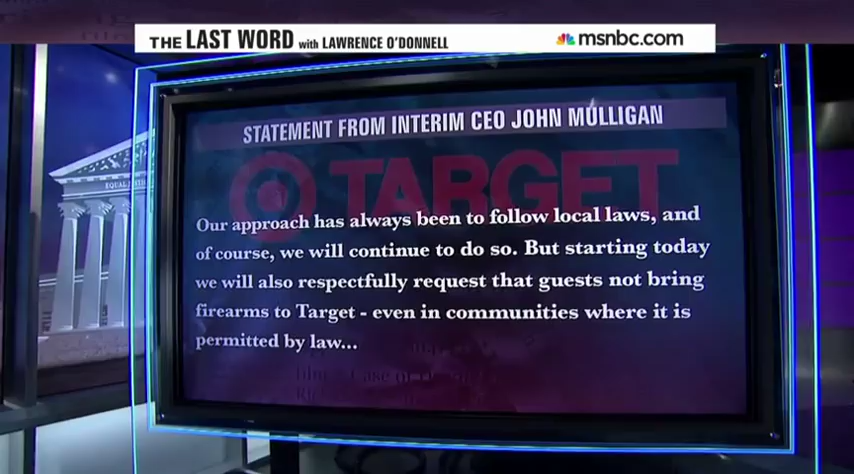 THE LAST WORD with LAWRENCE O'DONNELL
msnbc.com
STATEMENT FROM INTERIM CEO JOHN MULLIGAN
TARGET
EQUAL
Our approach has always been to follow local laws, and
of course, we will continue to do so. But starting today
we will also respectfully request that guests not bring
firearms to Target - even in communities where it is
permitted by law...